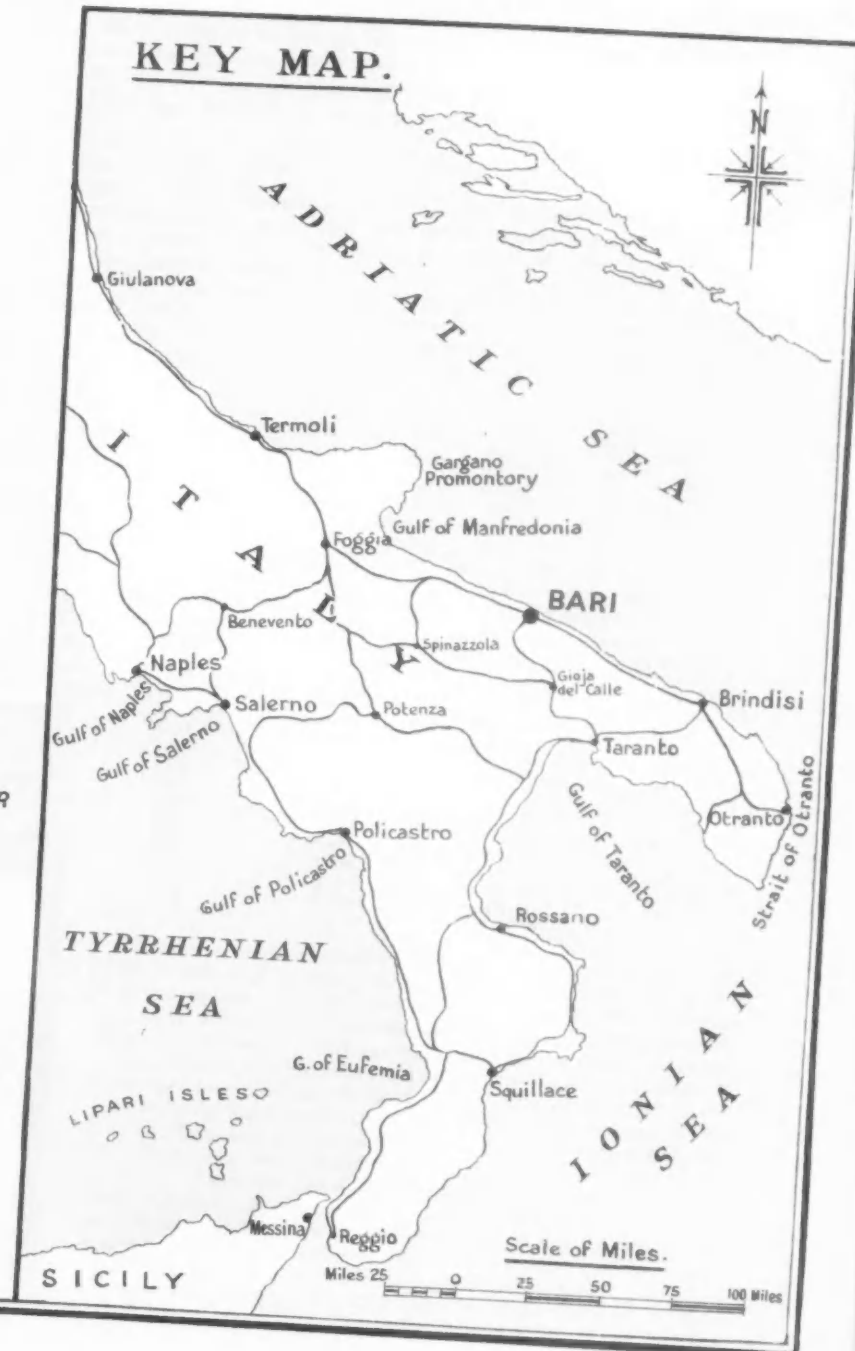 KEY MAP.
N
ADRIATIC SEA
Giulanova
Termoli
ITALY
Gargano
Promontory
Gulf of Manfredonia
Foggia
BARI
Benevento
Spinazzola
Naples
Gioja
del Calle
Brindisi
Gulf of Naples
Salerno
Potenza
Gulf of Salerno
Taranto
Otranto
Strait of Otranto
Gulf of Taranto
Policastro
Gulf of Policastro
R
Rossano
TYRRHENIAN
SEA
IONIAN
SEA
G. of Eufemia
Squillace
LIPARI ISLES
Messina
Reggio
SICILY
Scale of Miles.
Miles 25 0 25 50 75 100 Miles